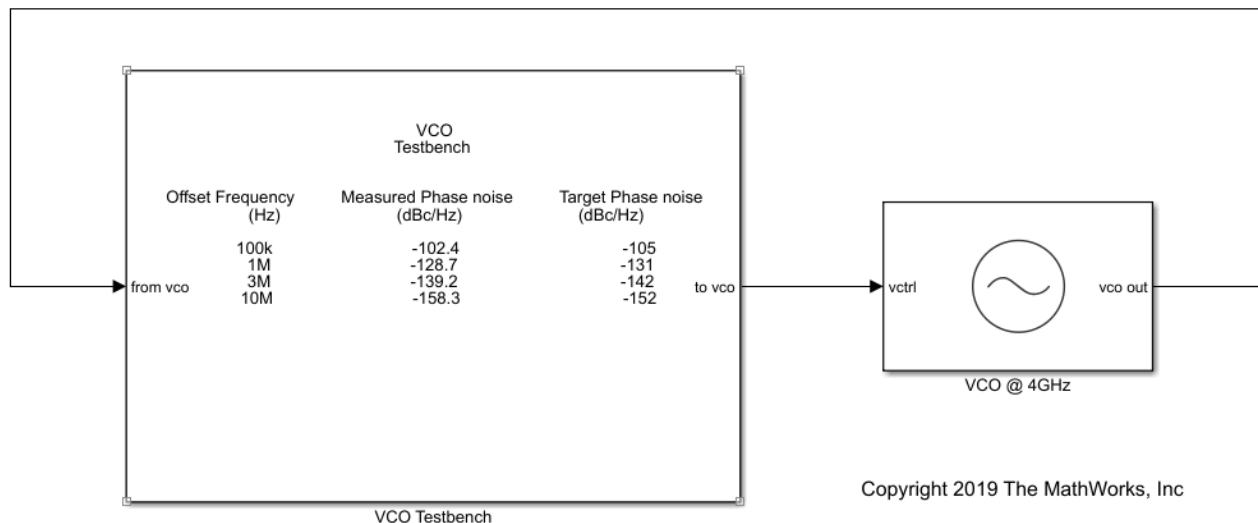 VCO
Testbench
Offset Frequency Measured Phase noise Target Phase noise
(Hz) (dBc/Hz) (dBc/Hz)
100k -102.4 -105
1M -128.7 -131
3M -139.2 -142
10M -158.3 -152
from vco
to vco
vctrl
vco out
VCO @ 4GHz
VCO Testbench
Copyright 2019 The MathWorks, Inc